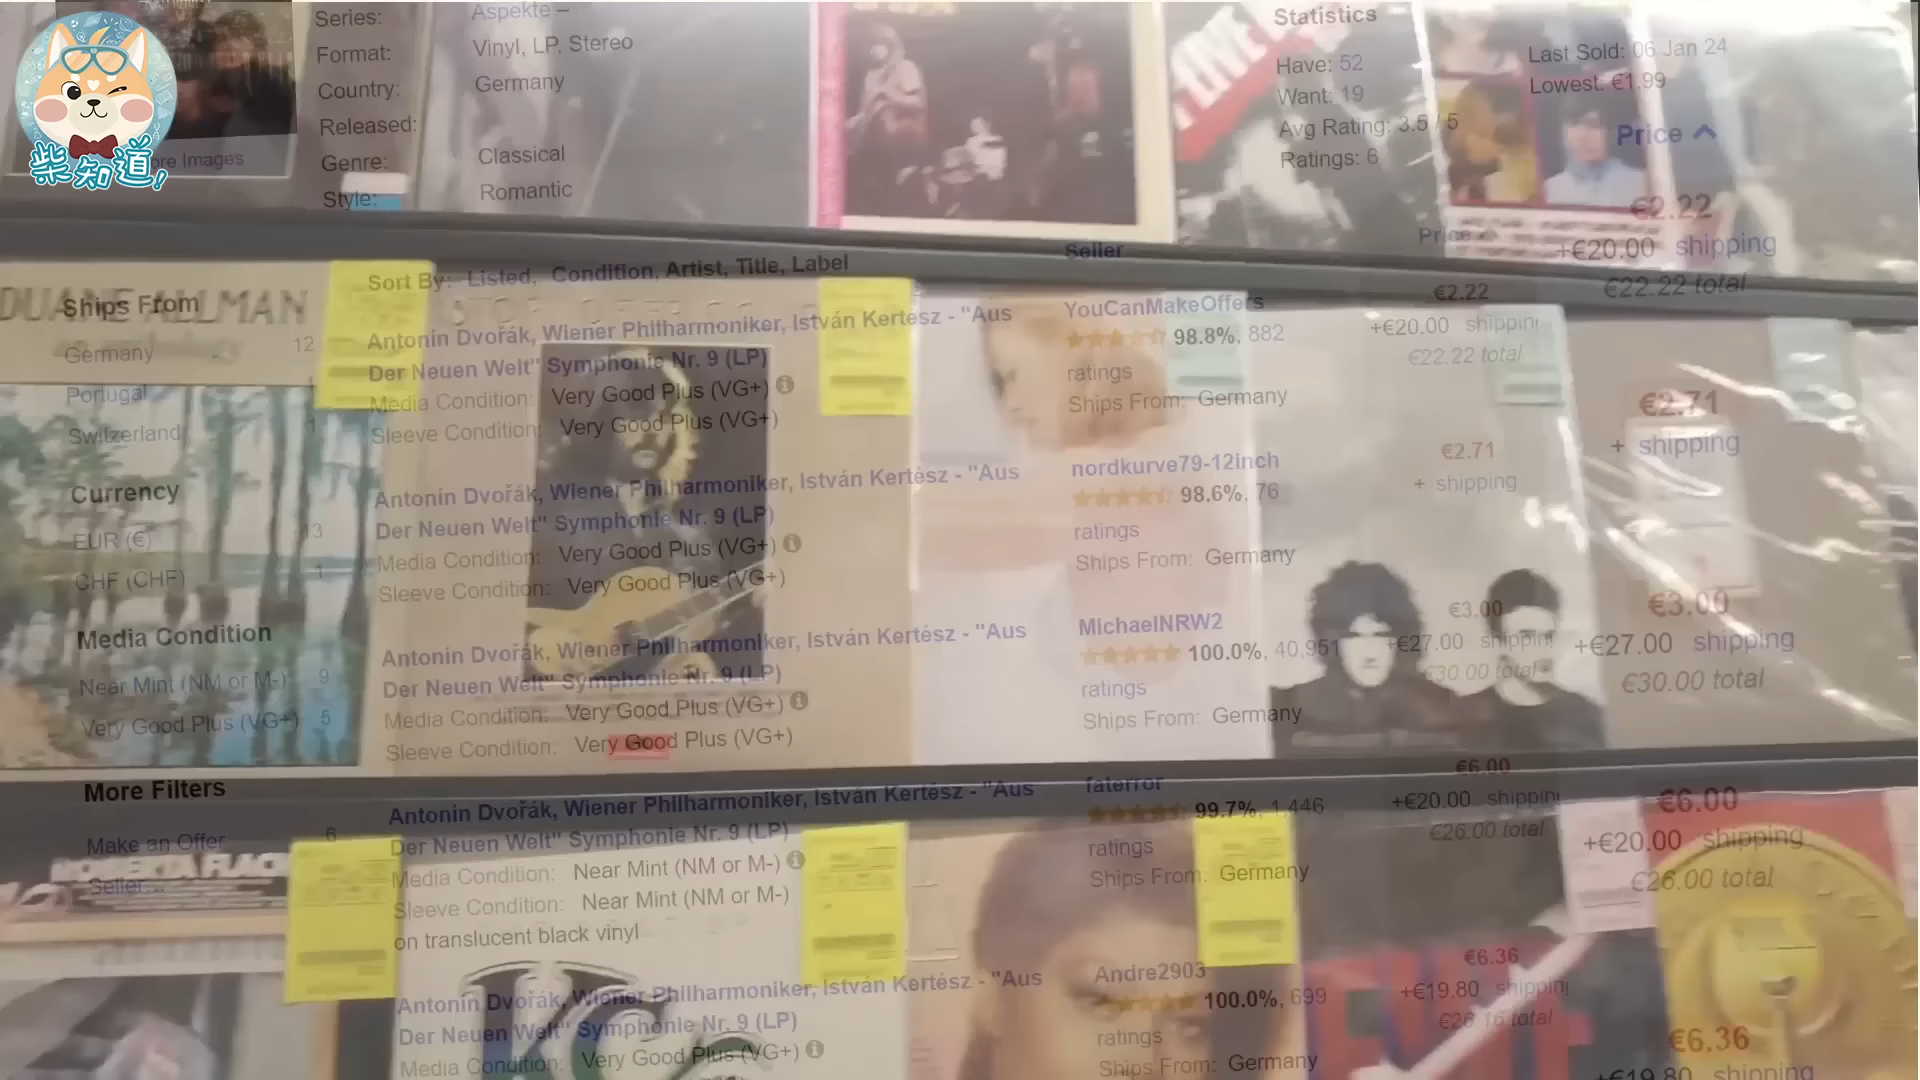 柴知道!
ore Images
Series:
Aspekte –
Format:
Vinyl, LP, Stereo
Country:
Germany
Released:
Genre:
Classical
Style:
Romantic
Statistics
Have: 52
Want: 19
Avg Rating: 3.5 / 5
Ratings: 6
Last Sold: 06 Jan 24
Lowest: €1.99
Price
€2.22
+€20.00 shipping
€22.22 total
DUANE ALLMAN
Ships From
Germany 12
Portugal 1
Switzerland 1
Currency
EUR (€) 13
CHF (CHF) 1
Media Condition
Near Mint (NM or M-) 9
Very Good Plus (VG+) 5
More Filters
Make an Offer 6
Seller...
Sort By: Listed, Condition, Artist, Title, Label
Seller
Price
Antonín Dvořák, Wiener Philharmoniker, István Kertész - "Aus
Der Neuen Welt" Symphonie Nr. 9 (LP)
Media Condition: Very Good Plus (VG+)
Sleeve Condition: Very Good Plus (VG+)
YouCanMakeOffers
98.8%, 882
ratings
Ships From: Germany
€2.22
+€20.00 shippin
€22.22 total
Antonín Dvořák, Wiener Philharmoniker, István Kertész - "Aus
Der Neuen Welt" Symphonie Nr. 9 (LP)
Media Condition: Very Good Plus (VG+)
Sleeve Condition: Very Good Plus (VG+)
nordkurve79-12inch
98.6%, 76
ratings
Ships From: Germany
€2.71
+ shipping
€2.71
+ shipping
Antonín Dvořák, Wiener Philharmoniker, István Kertész - "Aus
Der Neuen Welt" Symphonie Nr. 9 (LP)
Media Condition: Very Good Plus (VG+)
Sleeve Condition: Very Good Plus (VG+)
MichaelNRW2
100.0%, 40,951
ratings
Ships From: Germany
€3.00
+€27.00 shippin
€30.00 total
€3.00
+€27.00 shipping
€30.00 total
Antonín Dvořák, Wiener Philharmoniker, István Kertész - "Aus
Der Neuen Welt" Symphonie Nr. 9 (LP)
Media Condition: Near Mint (NM or M-)
Sleeve Condition: Near Mint (NM or M-)
on translucent black vinyl
faterror
99.7%, 1,446
ratings
Ships From: Germany
€6.00
+€20.00 shippin
€26.00 total
€6.00
+€20.00 shipping
€26.00 total
Antonín Dvořák, Wiener Philharmoniker, István Kertész - "Aus
Der Neuen Welt" Symphonie Nr. 9 (LP)
Media Condition: Very Good Plus (VG+)
Andre2903
100.0%, 699
ratings
Ships From: Germany
€6.36
+€19.80 shippin
€26.16 total
€6.36
+€19.80 shipping